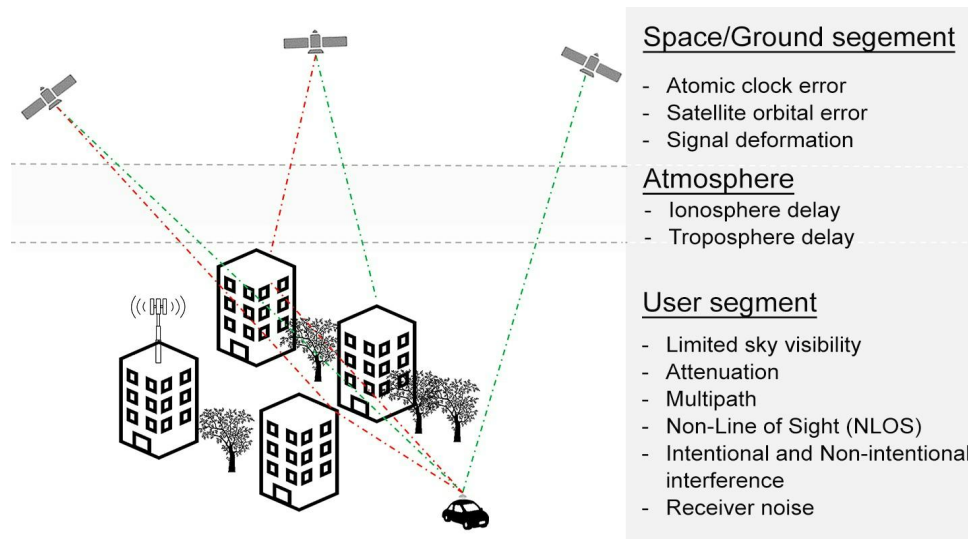 Space/Ground segement
- Atomic clock error
- Satellite orbital error
- Signal deformation
Atmosphere
- Ionosphere delay
- Troposphere delay
User segment
- Limited sky visibility
- Attenuation
- Multipath
- Non-Line of Sight (NLOS)
- Intentional and Non-intentional
interference
- Receiver noise